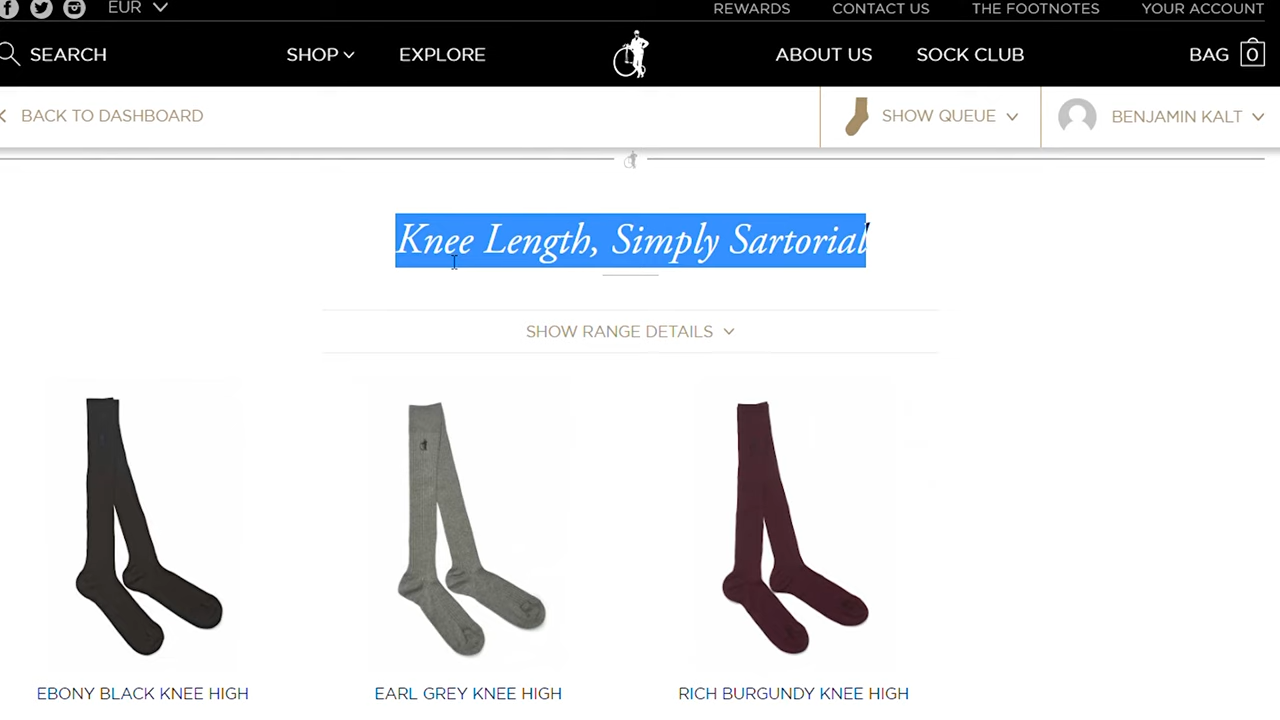 EUR
REWARDS CONTACT US THE FOOTNOTES YOUR ACCOUNT
SEARCH SHOP EXPLORE ABOUT US SOCK CLUB BAG 0
BACK TO DASHBOARD SHOW QUEUE BENJAMIN KALT
Knee Length, Simply Sartorial
SHOW RANGE DETAILS
EBONY BLACK KNEE HIGH EARL GREY KNEE HIGH RICH BURGUNDY KNEE HIGH